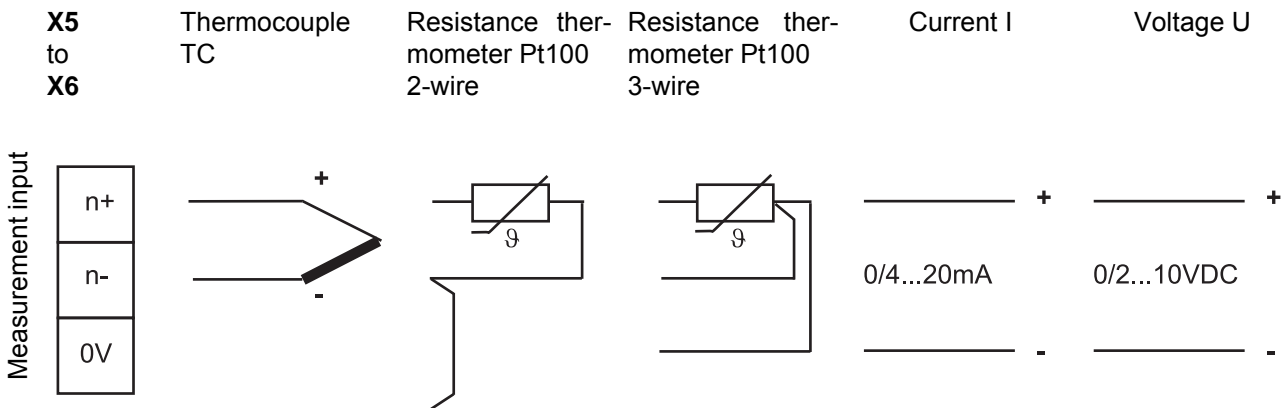 X5
to
X6
Thermocouple
TC
Resistance ther-
mometer Pt100
2-wire
Resistance ther-
mometer Pt100
3-wire
Current I
Voltage U
Measurement input
n+
n-
0V
+
-
ϑ
ϑ
+
0/4...20mA
-
+
0/2...10VDC
-